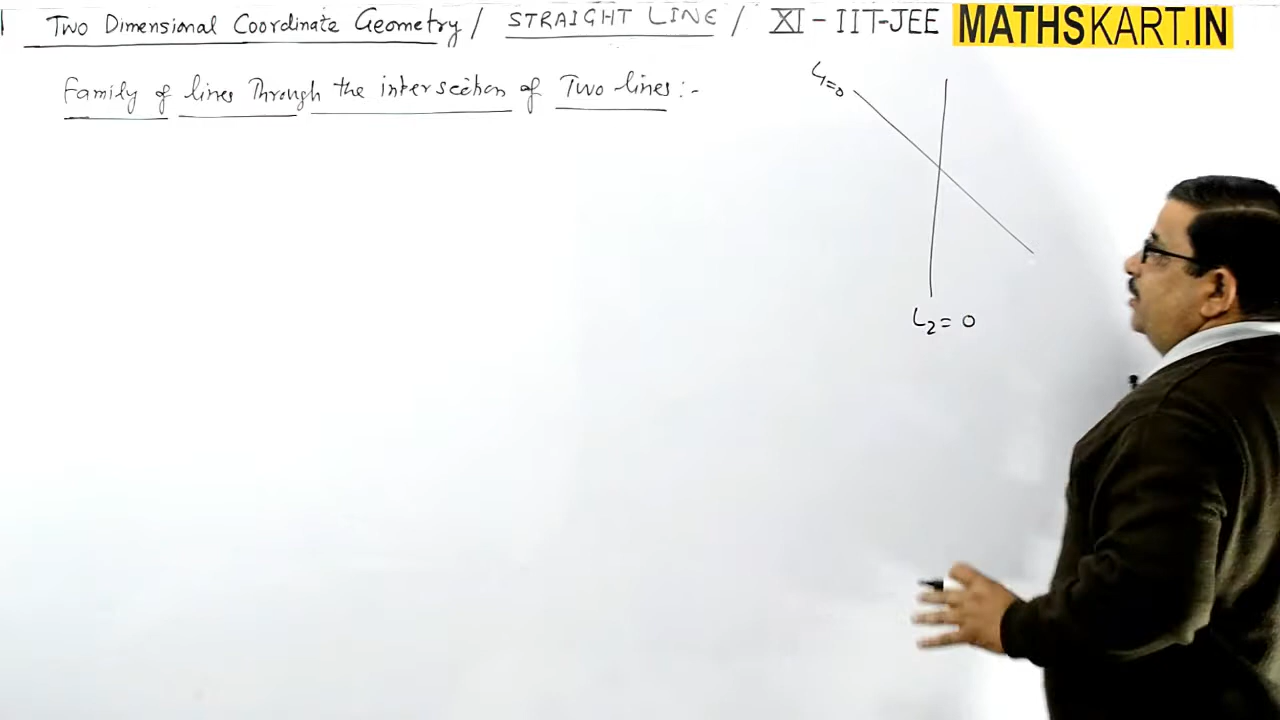 Two Dimensional Coordinate Geometry / STRAIGHT LINE / XI - IIT-JEE MATHSKART.IN
Family of lines Through the intersection of Two lines :-
L1 = 0
L2 = 0